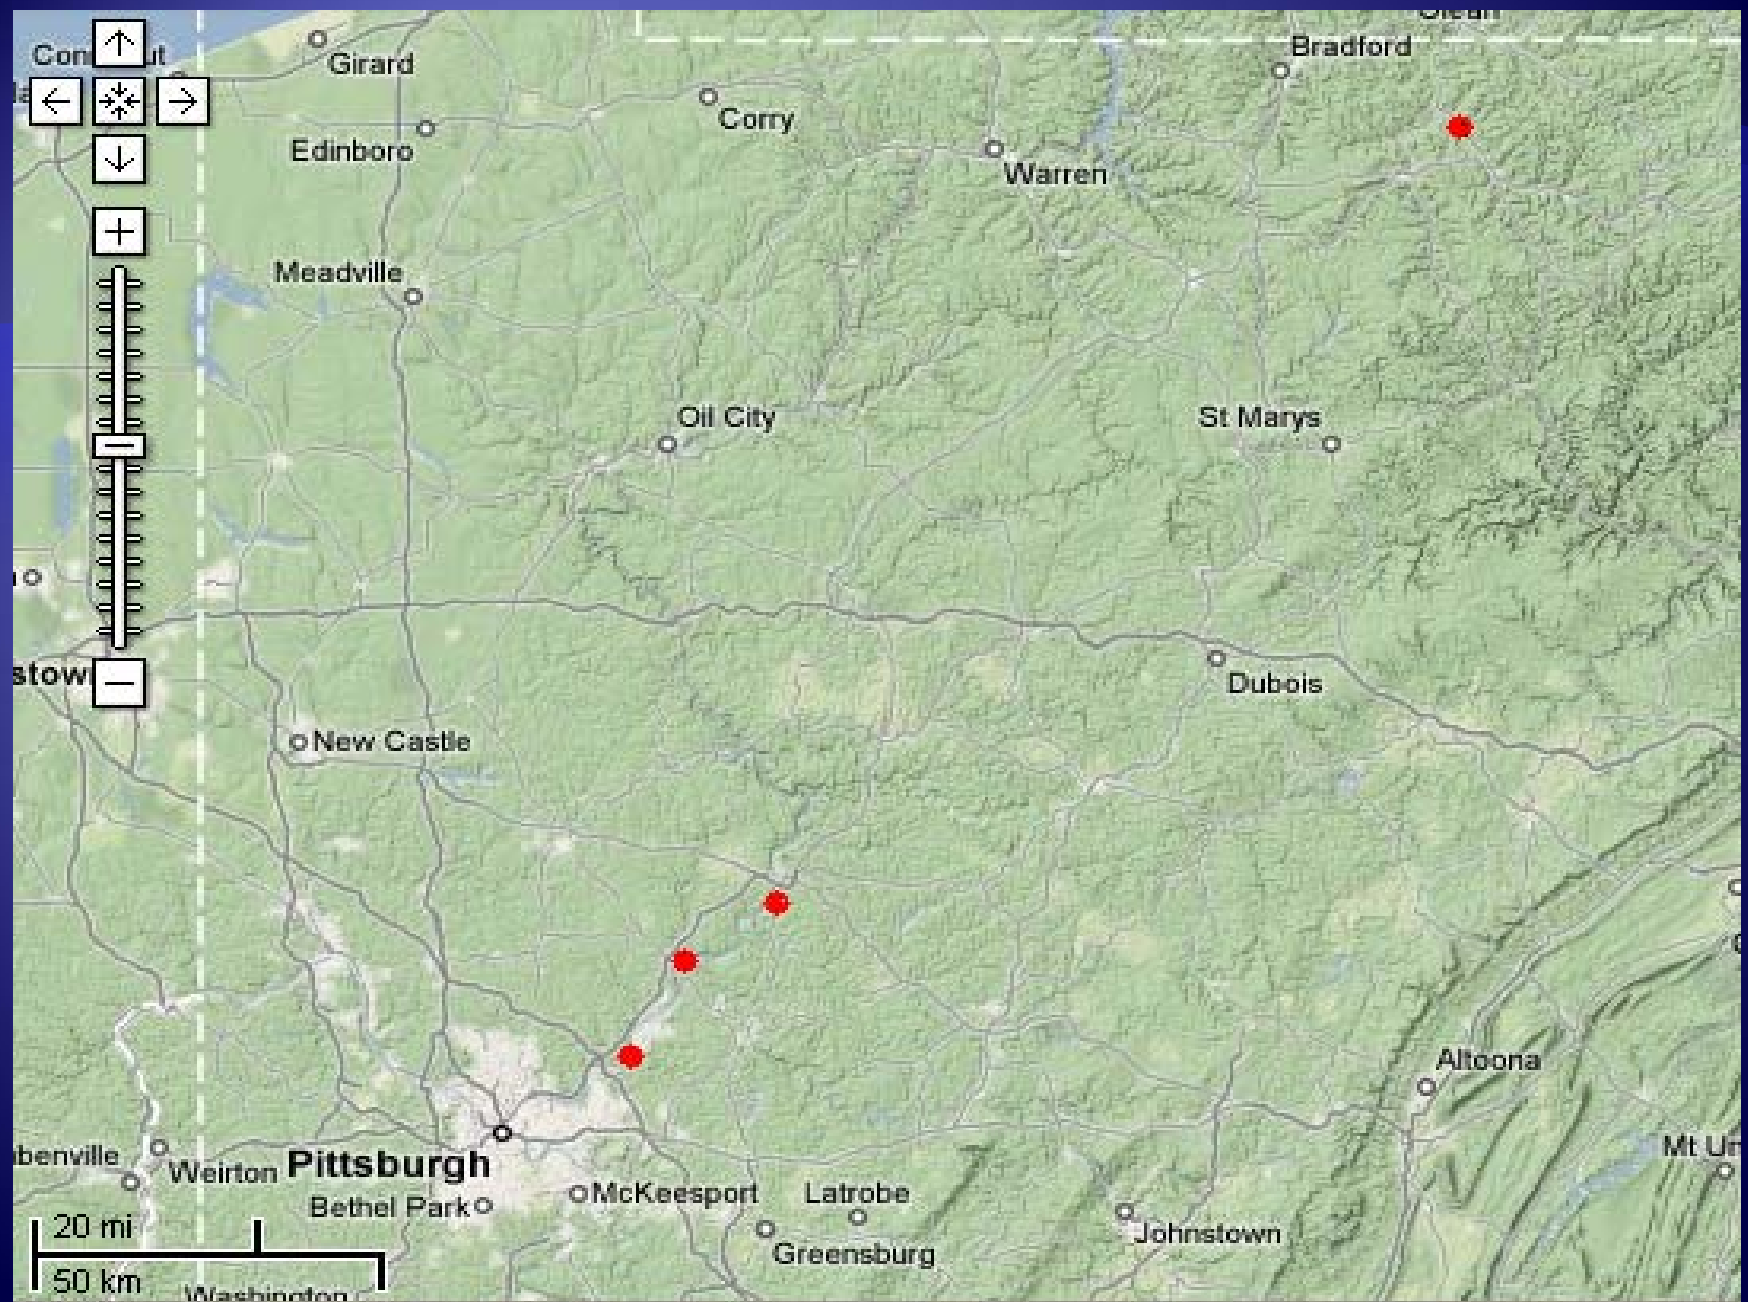 Bradford
Girard
Corry
Edinboro
Warren
Meadville
Oil City
St Marys
Dubois
New Castle
Altoona
Weirton
Pittsburgh
McKeesport
Latrobe
Bethel Park
Johnstown
Greensburg
20 mi
50 km
Washington